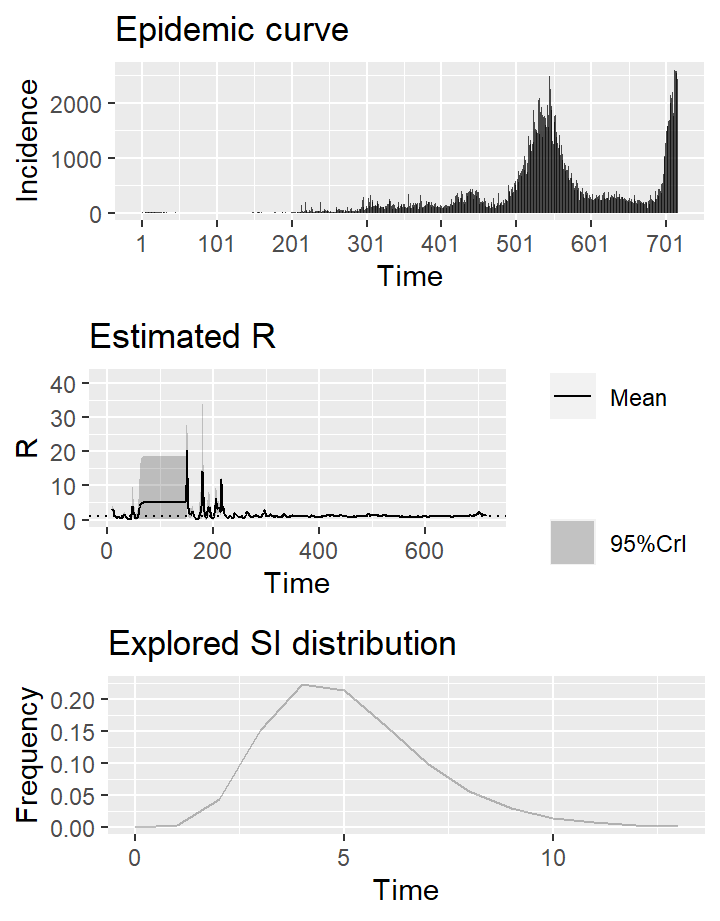 Epidemic curve
Incidence
2000
1000
0
1 101 201 301 401 501 601 701
Time
Estimated R
R
40
30
20
10
0
0 200 400 600
Time
Mean
95%CrI
Explored SI distribution
Frequency
0.20
0.15
0.10
0.05
0.00
0 5 10
Time